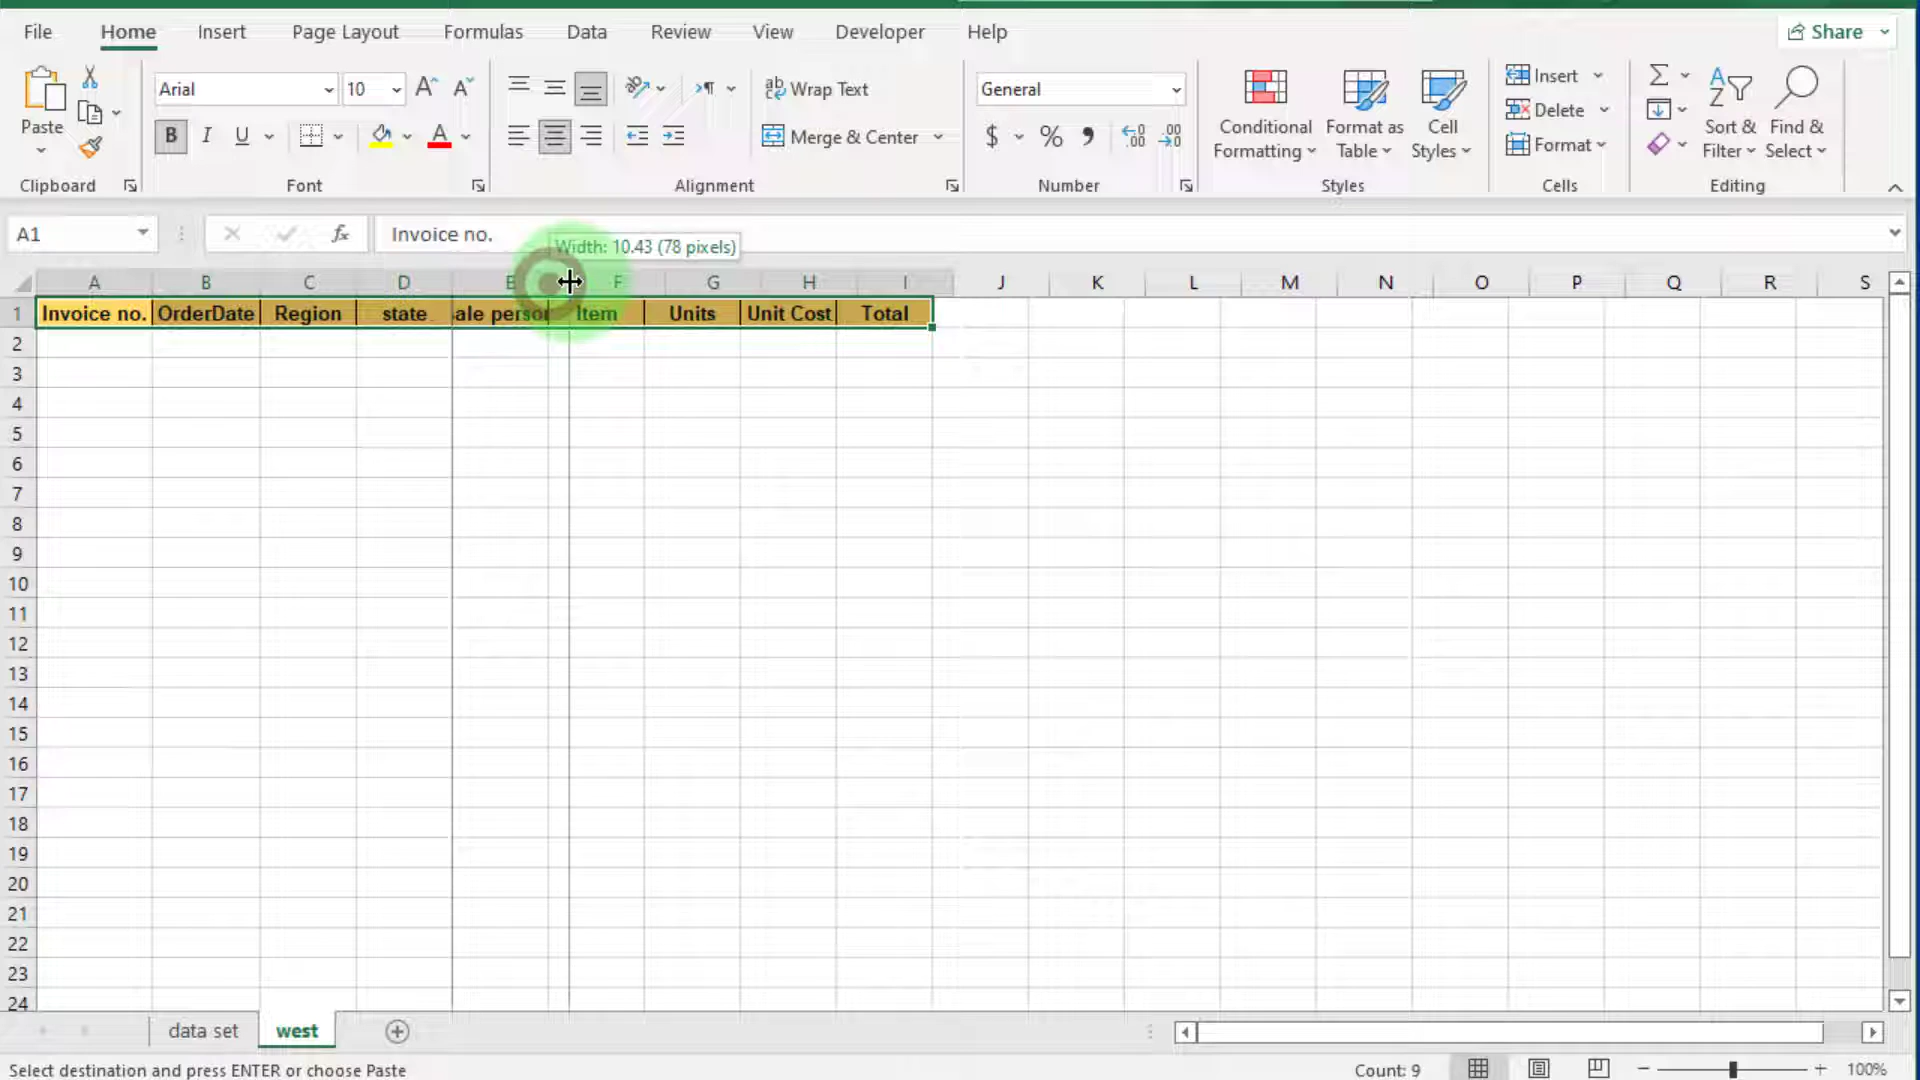 File Home Insert Page Layout Formulas Data Review View Developer Help Share
Arial 10 Wrap Text General Insert
Paste B I U A Merge & Center $ % Conditional Formatting Format as Table Cell Styles Delete Format Sort & Filter Find & Select
Clipboard Font Alignment Number Styles Cells Editing
A1 fx Invoice no.
Width: 10.43 (78 pixels)
A B C D E F G H I J K L M N O P Q R S
1 Invoice no. OrderDate Region state ale person Item Units Unit Cost Total
2
3
4
5
6
7
8
9
10
11
12
13
14
15
16
17
18
19
20
21
22
23
24
data set west
Select destination and press ENTER or choose Paste Count: 9 100%